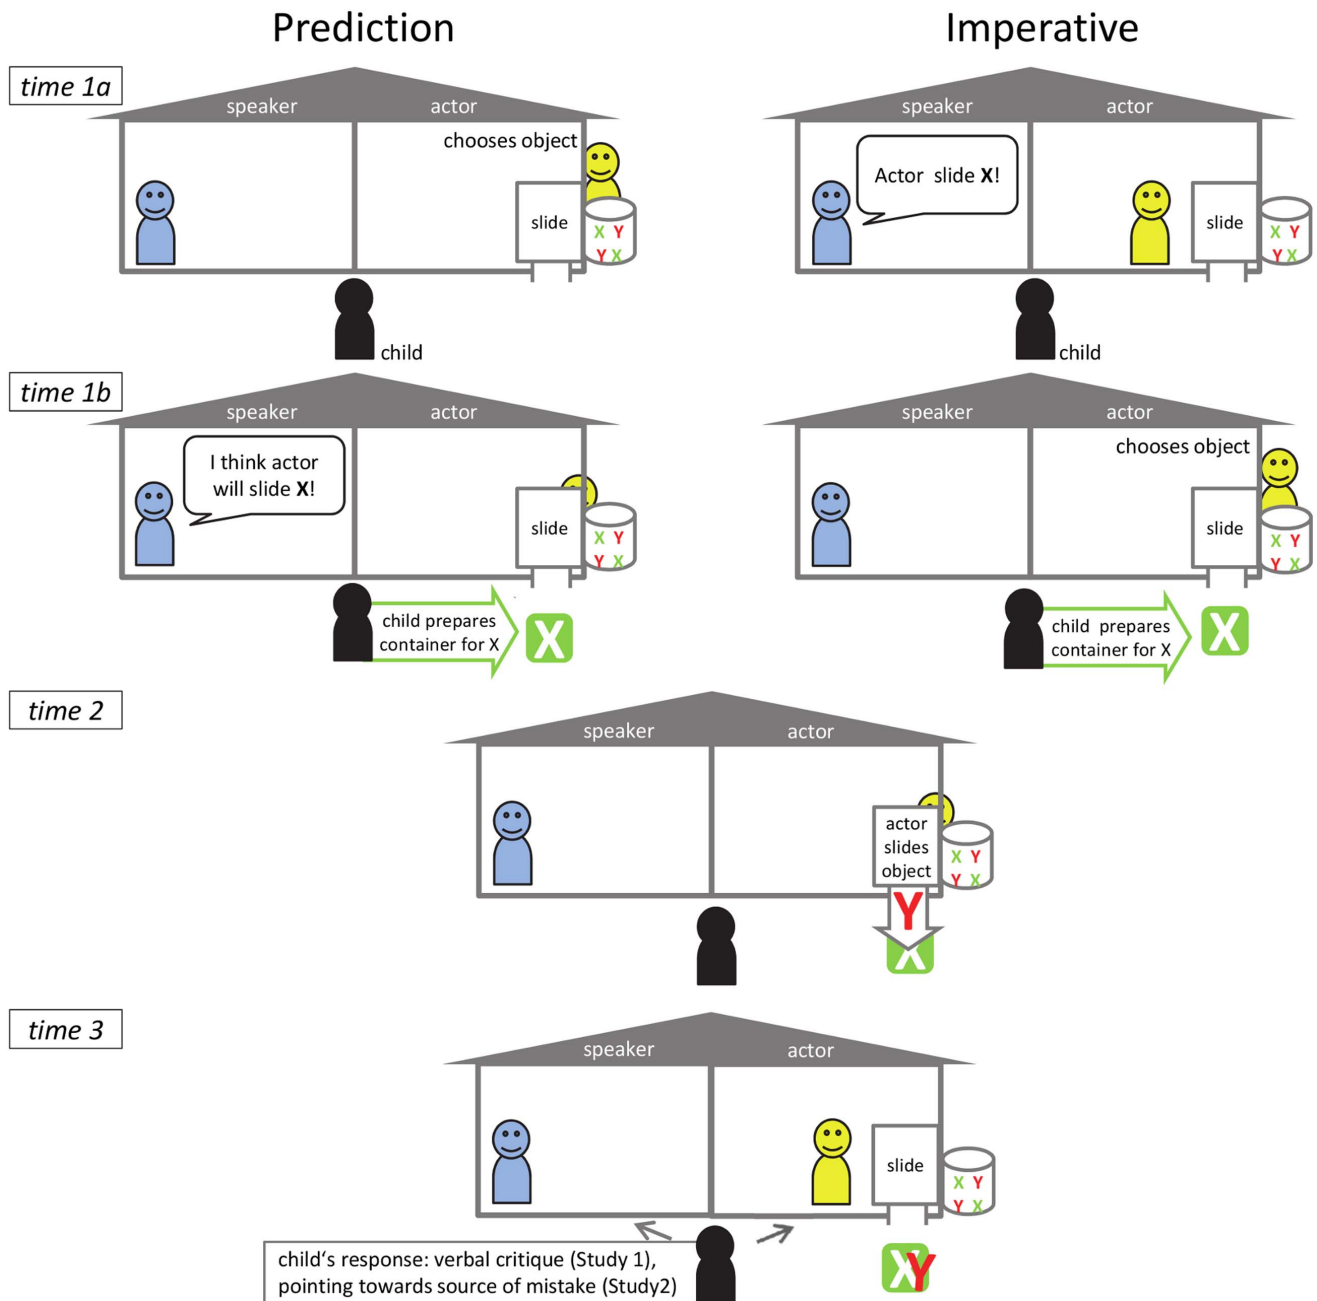 Prediction
Imperative
time 1a
speaker
actor
chooses object
slide
X Y
Y X
child
speaker
actor
Actor slide X!
slide
X Y
Y X
child
time 1b
speaker
actor
I think actor
will slide X!
slide
X Y
Y X
child prepares
container for X
X
speaker
actor
chooses object
slide
X Y
Y X
child prepares
container for X
X
time 2
speaker
actor
actor
slides
object
X Y
Y X
Y
X
time 3
speaker
actor
slide
X Y
Y X
child's response: verbal critique (Study 1),
pointing towards source of mistake (Study2)
XY